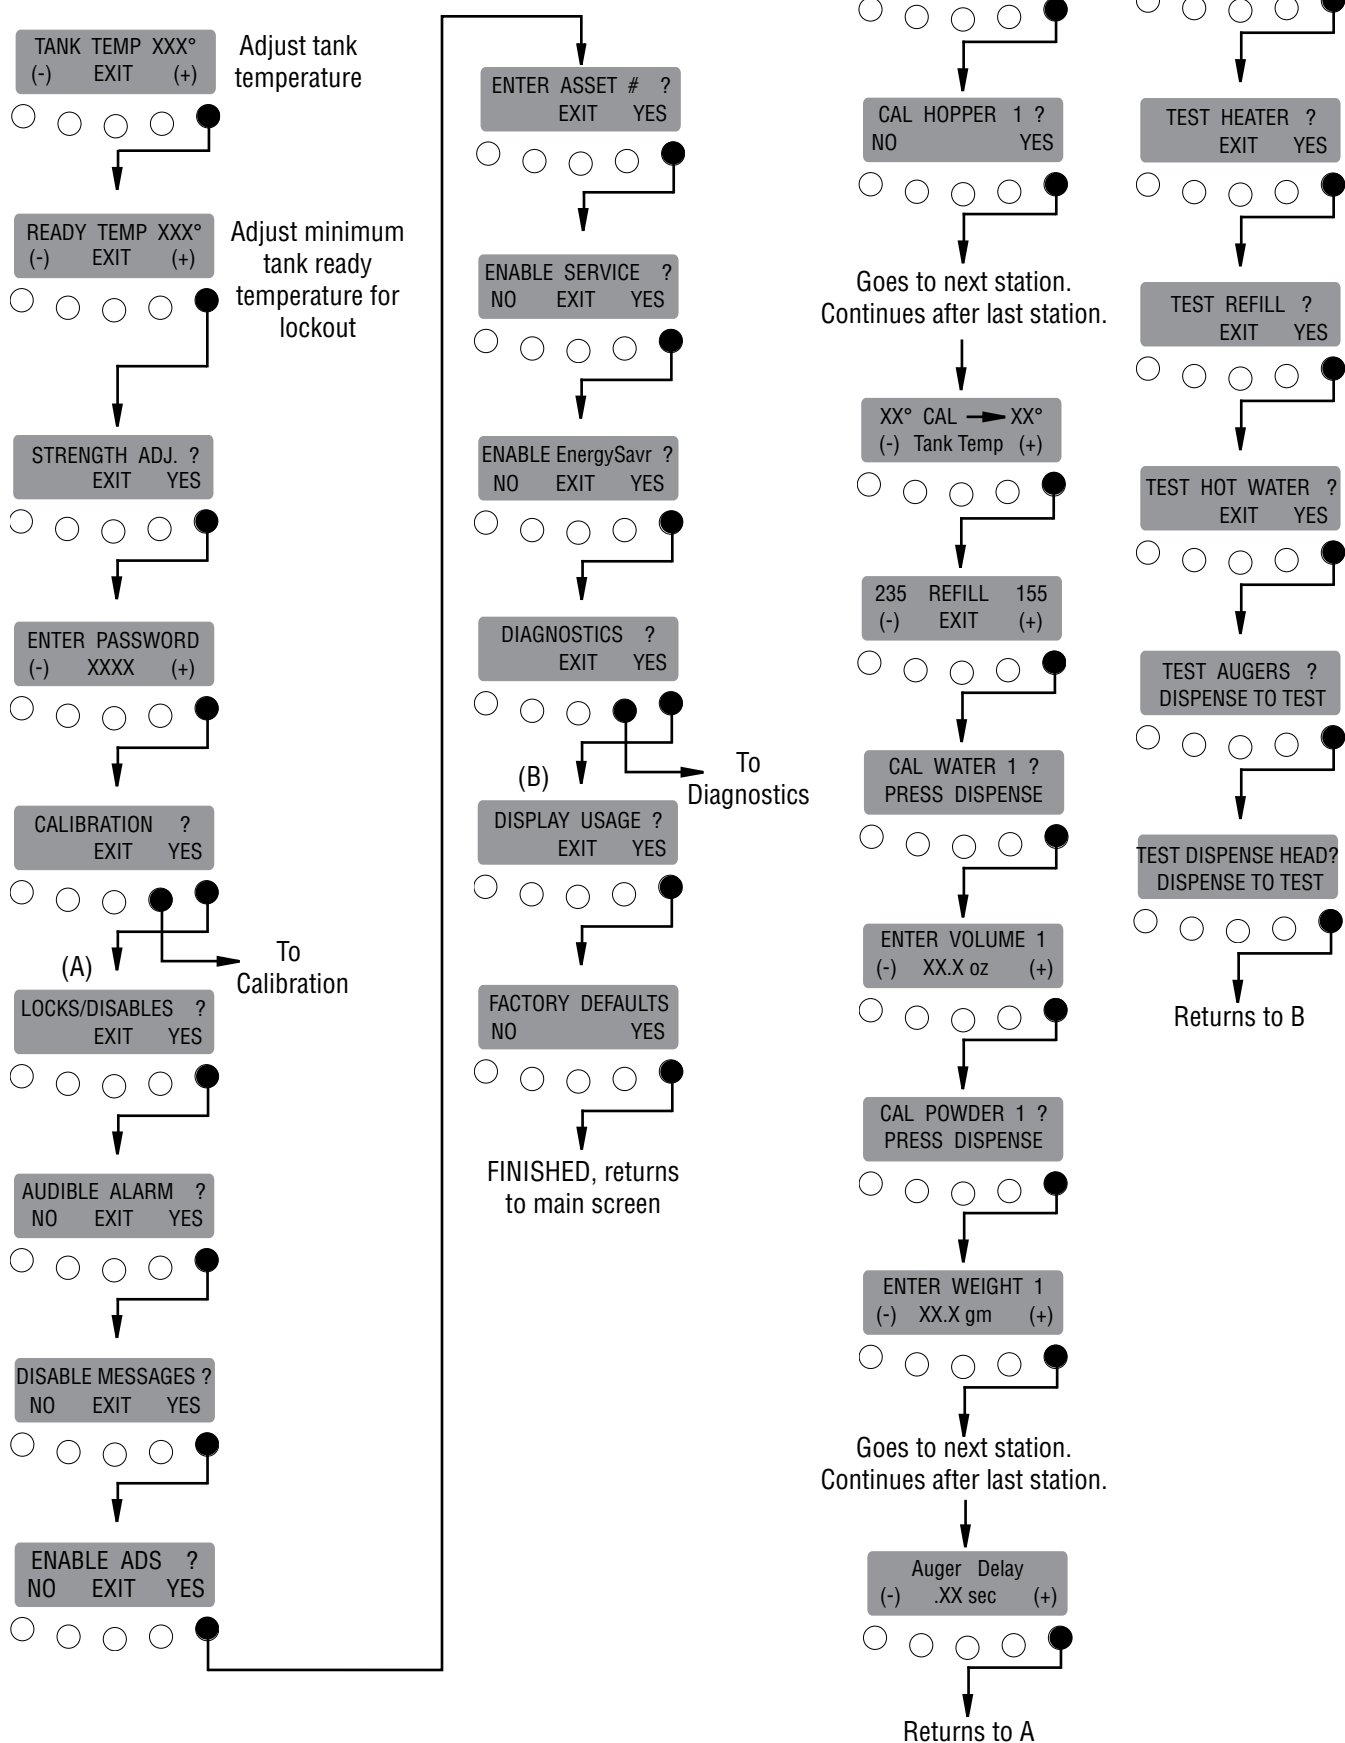 TANK TEMP XXX°
(-) EXIT (+)
Adjust tank
temperature
READY TEMP XXX°
(-) EXIT (+)
Adjust minimum
tank ready
temperature for
lockout
STRENGTH ADJ. ?
EXIT YES
ENTER PASSWORD
(-) XXXX (+)
CALIBRATION ?
EXIT YES
(A)
To
Calibration
LOCKS/DISABLES ?
EXIT YES
AUDIBLE ALARM ?
NO EXIT YES
DISABLE MESSAGES ?
NO EXIT YES
ENABLE ADS ?
NO EXIT YES
ENTER ASSET # ?
EXIT YES
ENABLE SERVICE ?
NO EXIT YES
ENABLE EnergySavr ?
NO EXIT YES
DIAGNOSTICS ?
EXIT YES
(B)
To
Diagnostics
DISPLAY USAGE ?
EXIT YES
FACTORY DEFAULTS
NO YES
FINISHED, returns
to main screen
CAL HOPPER 1 ?
NO YES
Goes to next station.
Continues after last station.
XX° CAL XX°
(-) Tank Temp (+)
235 REFILL 155
(-) EXIT (+)
CAL WATER 1 ?
PRESS DISPENSE
ENTER VOLUME 1
(-) XX.X oz (+)
CAL POWDER 1 ?
PRESS DISPENSE
ENTER WEIGHT 1
(-) XX.X gm (+)
Goes to next station.
Continues after last station.
Auger Delay
(-) .XX sec (+)
Returns to A
TEST HEATER ?
EXIT YES
TEST REFILL ?
EXIT YES
TEST HOT WATER ?
EXIT YES
TEST AUGERS ?
DISPENSE TO TEST
TEST DISPENSE HEAD?
DISPENSE TO TEST
Returns to B